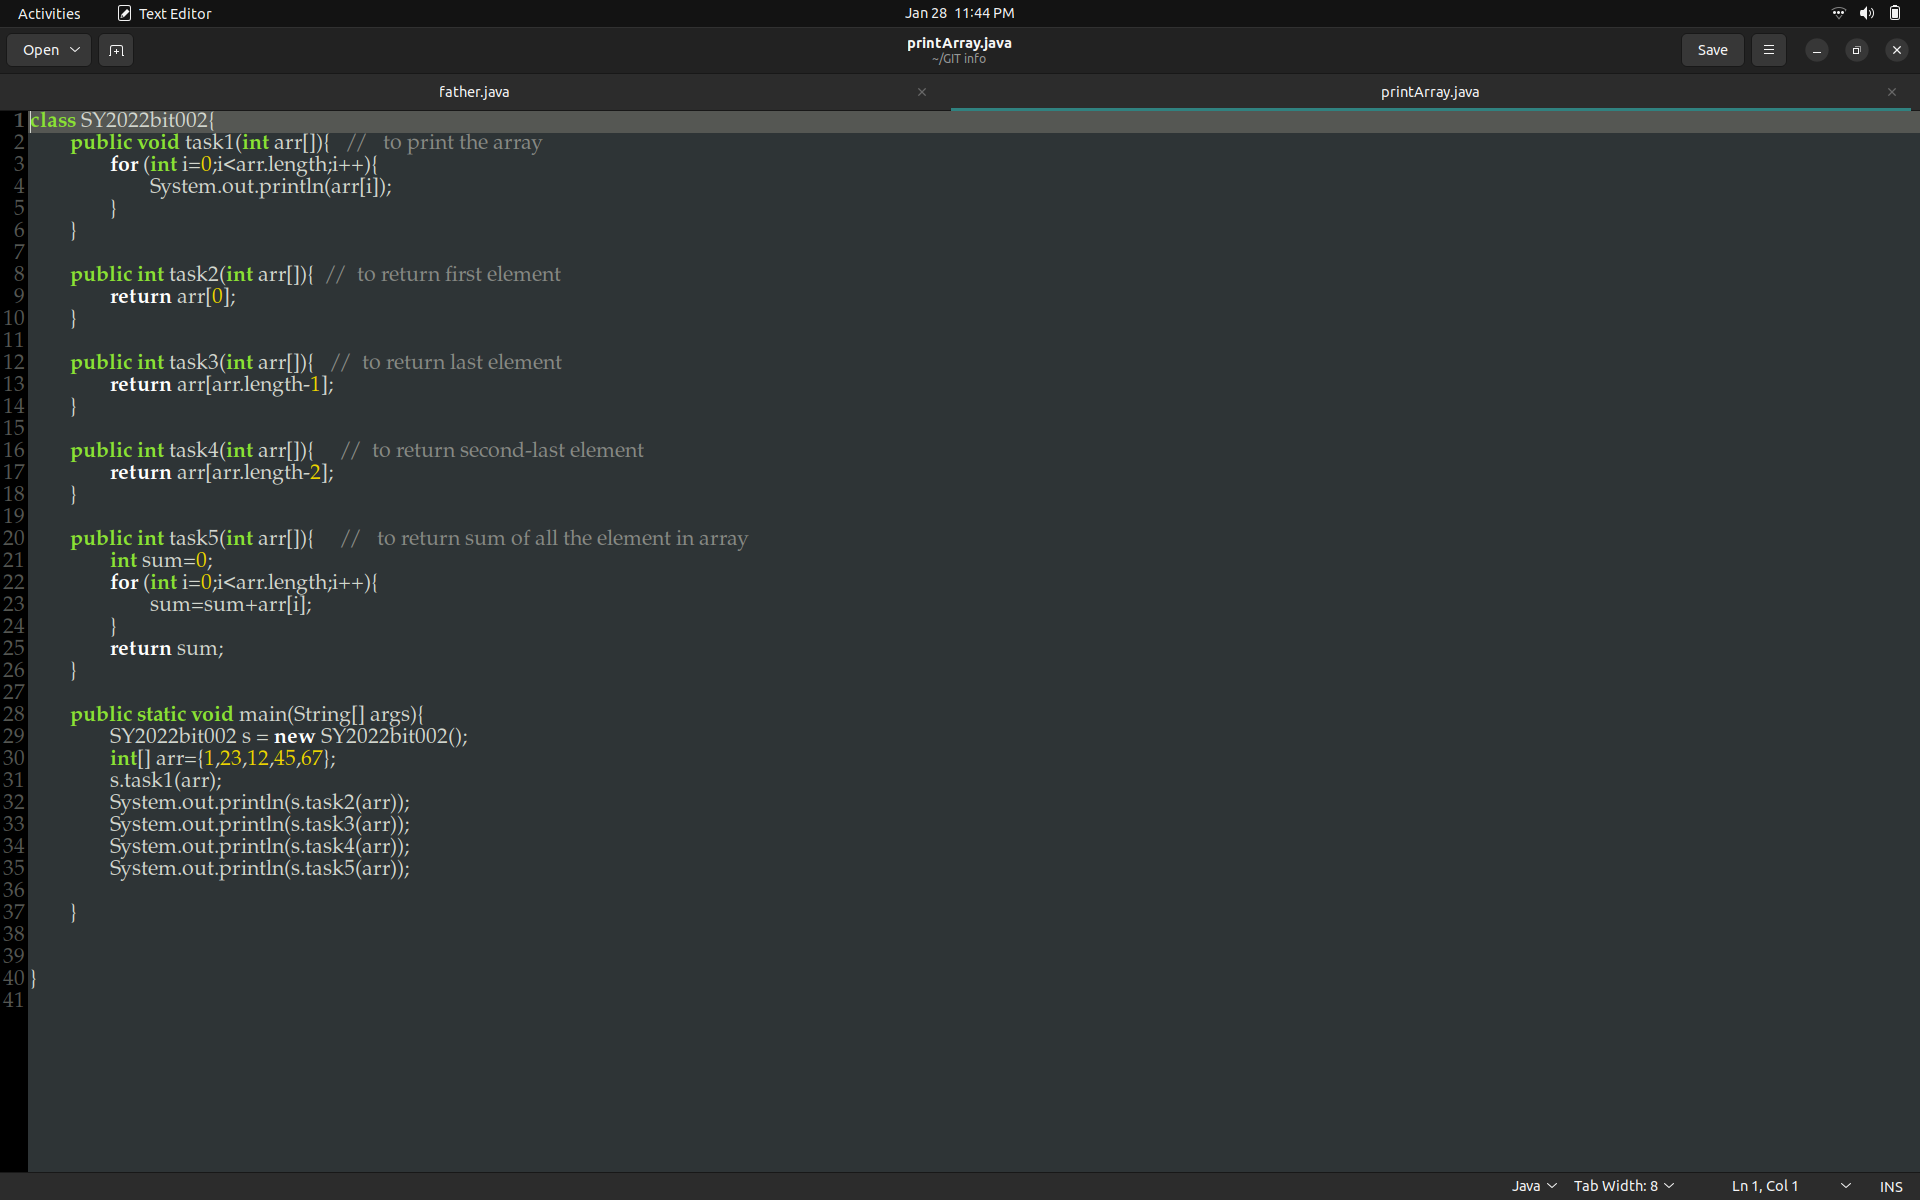 Activities Text Editor Jan 28 11:44 PM
Open printArray.java Save
~/GIT info
father.java printArray.java
1 class SY2022bit002{
2 public void task1(int arr[]){ // to print the array
3 for (int i=0;i<arr.length;i++){
4 System.out.println(arr[i]);
5 }
6 }
7
8 public int task2(int arr[]){ // to return first element
9 return arr[0];
10 }
11
12 public int task3(int arr[]){ // to return last element
13 return arr[arr.length-1];
14 }
15
16 public int task4(int arr[]){ // to return second-last element
17 return arr[arr.length-2];
18 }
19
20 public int task5(int arr[]){ // to return sum of all the element in array
21 int sum=0;
22 for (int i=0;i<arr.length;i++){
23 sum=sum+arr[i];
24 }
25 return sum;
26 }
27
28 public static void main(String[] args){
29 SY2022bit002 s = new SY2022bit002();
30 int[] arr={1,23,12,45,67};
31 s.task1(arr);
32 System.out.println(s.task2(arr));
33 System.out.println(s.task3(arr));
34 System.out.println(s.task4(arr));
35 System.out.println(s.task5(arr));
36
37 }
38
39
40 }
41
Java Tab Width: 8 Ln 1, Col 1 INS